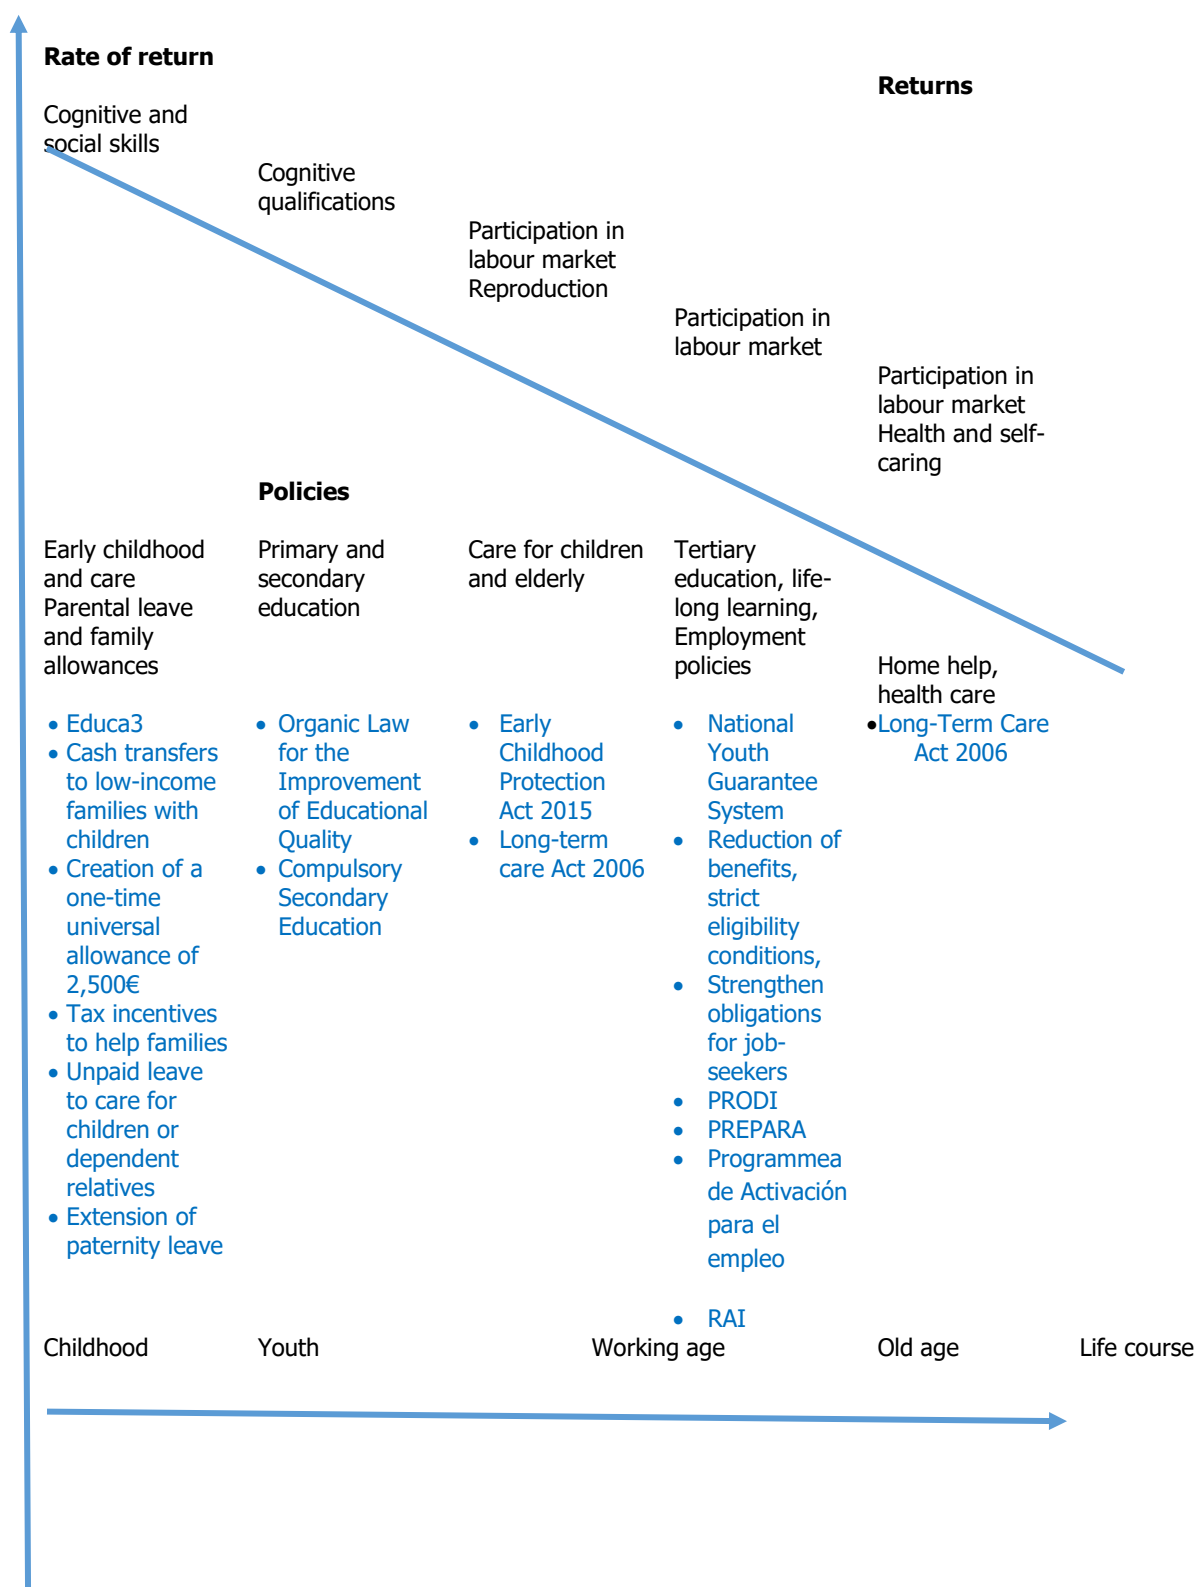 Rate of return
Returns
Cognitive and
social skills
Cognitive
qualifications
Participation in
labour market
Reproduction
Participation in
labour market
Participation in
labour market
Health and self-
caring
Policies
Early childhood
and care
Parental leave
and family
allowances
Primary and
secondary
education
Care for children
and elderly
Tertiary
education, life-
long learning,
Employment
policies
Home help,
health care
• Educa3
• Cash transfers
to low-income
families with
children
• Creation of a
one-time
universal
allowance of
2,500€
• Tax incentives
to help families
• Unpaid leave
to care for
children or
dependent
relatives
• Extension of
paternity leave
• Organic Law
for the
Improvement
of Educational
Quality
• Compulsory
Secondary
Education
• Early
Childhood
Protection
Act 2015
• Long-term
care Act 2006
• National
Youth
Guarantee
System
• Reduction of
benefits,
strict
eligibility
conditions,
• Strengthen
obligations
for job-
seekers
• PRODI
• PREPARA
• Programmea
de Activación
para el
empleo
• RAI
•Long-Term Care
Act 2006
Childhood
Youth
Working age
Old age
Life course